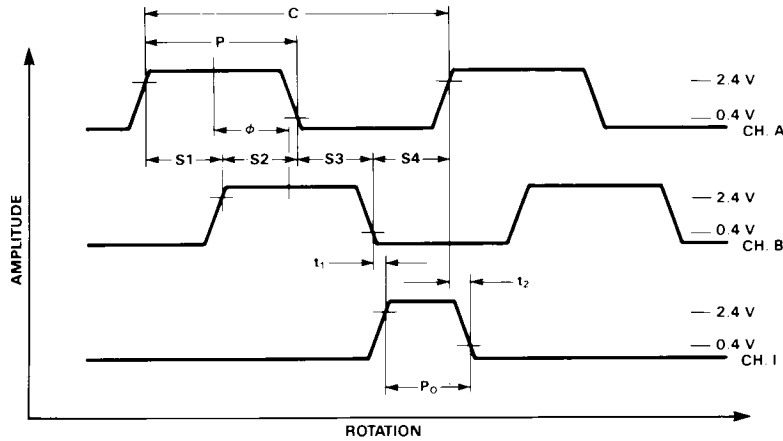 C
P
2.4 V
0.4 V
CH. A
ϕ
S1 S2 S3 S4
2.4 V
0.4 V
CH. B
t₁
t₂
2.4 V
0.4 V
CH. I
P₀
AMPLITUDE
ROTATION